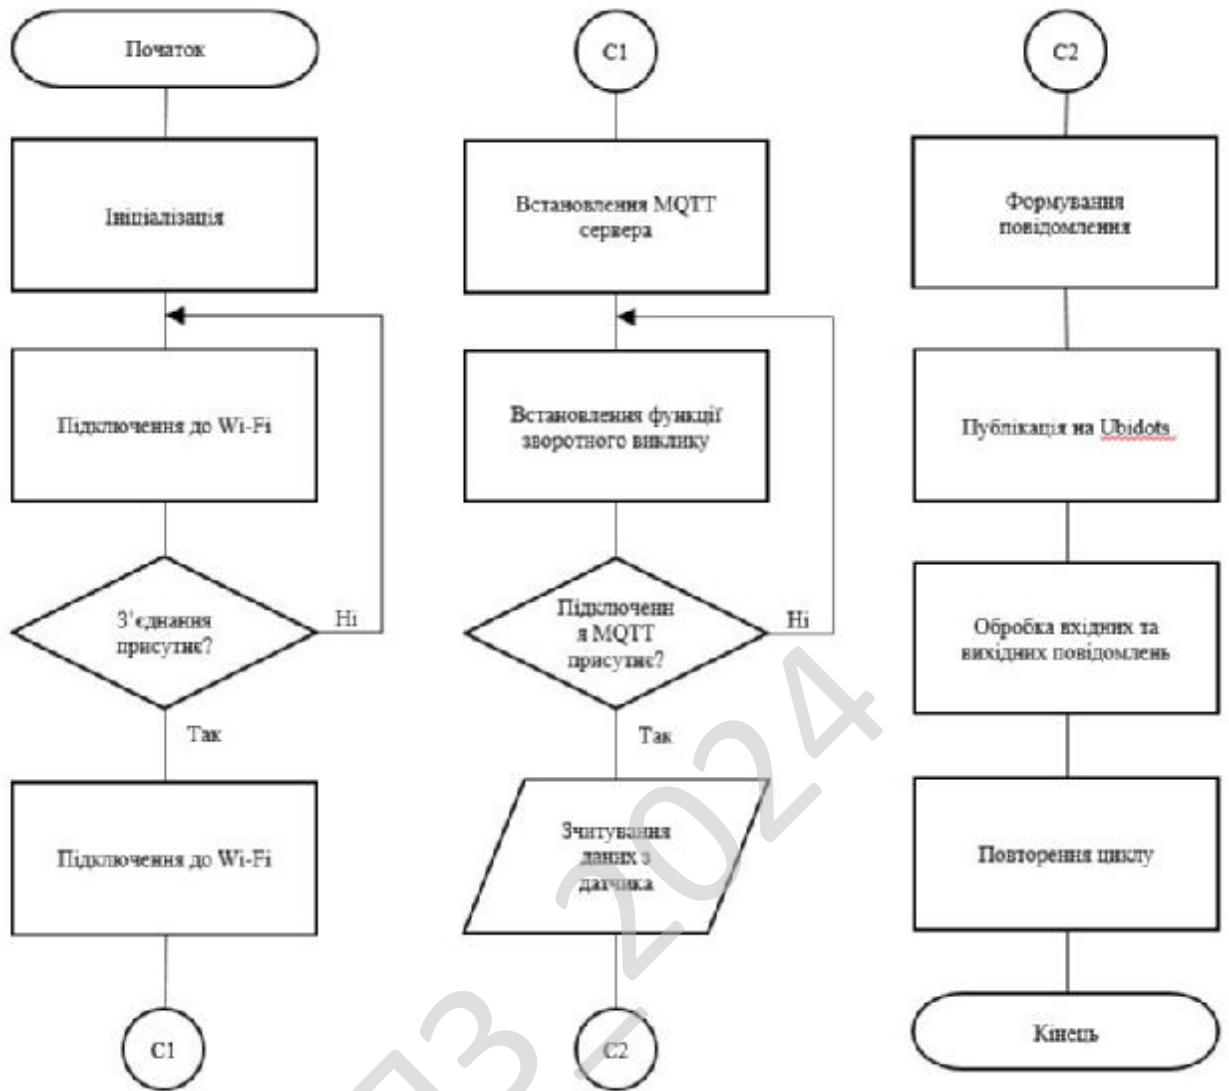 Початок
Ініціалізація
Підключення до Wi-Fi
З’єднання
присутнє?
Ні
Так
Підключення до Wi-Fi
C1
C1
Встановлення MQTT
сервера
Встановлення функції
зворотного виклику
Підключенн
я MQTT
присутнє?
Ні
Так
Зчитування
даних з
датчика
C2
C2
Формування
повідомлення
Публікація на Ubidots
Обробка вхідних та
вихідних повідомлень
Повторення циклу
Кінець
ПЗ_2024